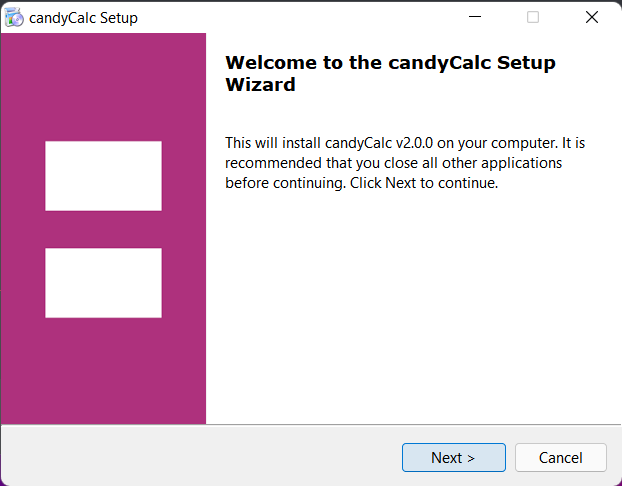 candyCalc Setup
Welcome to the candyCalc Setup
Wizard
This will install candyCalc v2.0.0 on your computer. It is
recommended that you close all other applications
before continuing. Click Next to continue.
Next >
Cancel